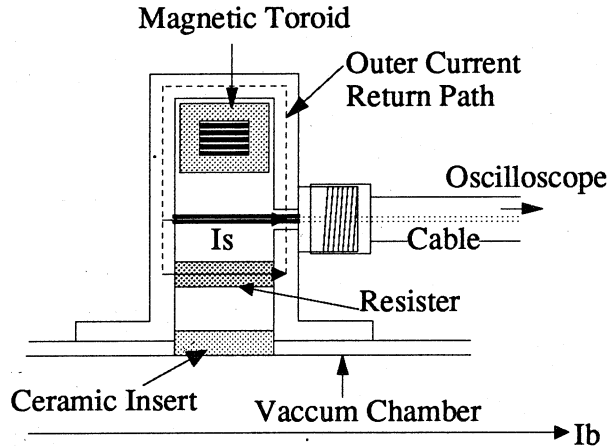 Magnetic Toroid
Outer Current
Return Path
Oscilloscope
Is
Cable
Resister
Ceramic Insert
Vaccum Chamber
Ib